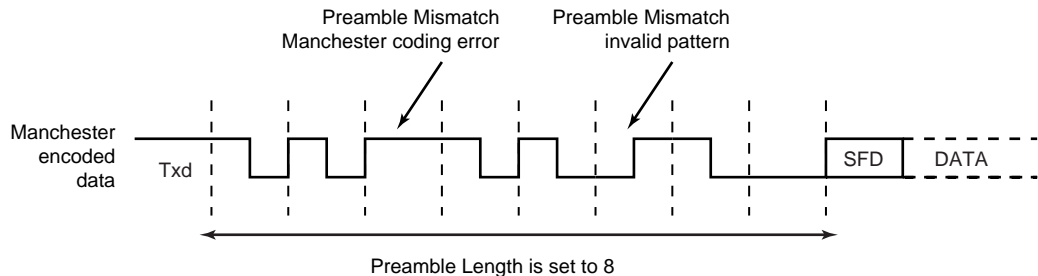 Preamble Mismatch
Manchester coding error
Preamble Mismatch
invalid pattern
Manchester
encoded
data
Txd
SFD
DATA
Preamble Length is set to 8